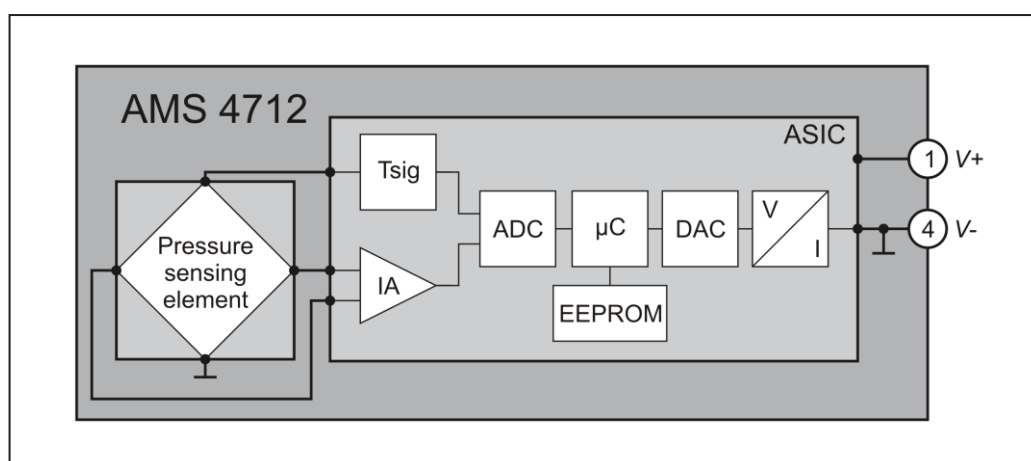 AMS 4712
ASIC
Tsig
Pressure
sensing
element
IA
ADC
µC
DAC
V
I
EEPROM
1
V+
4
V-